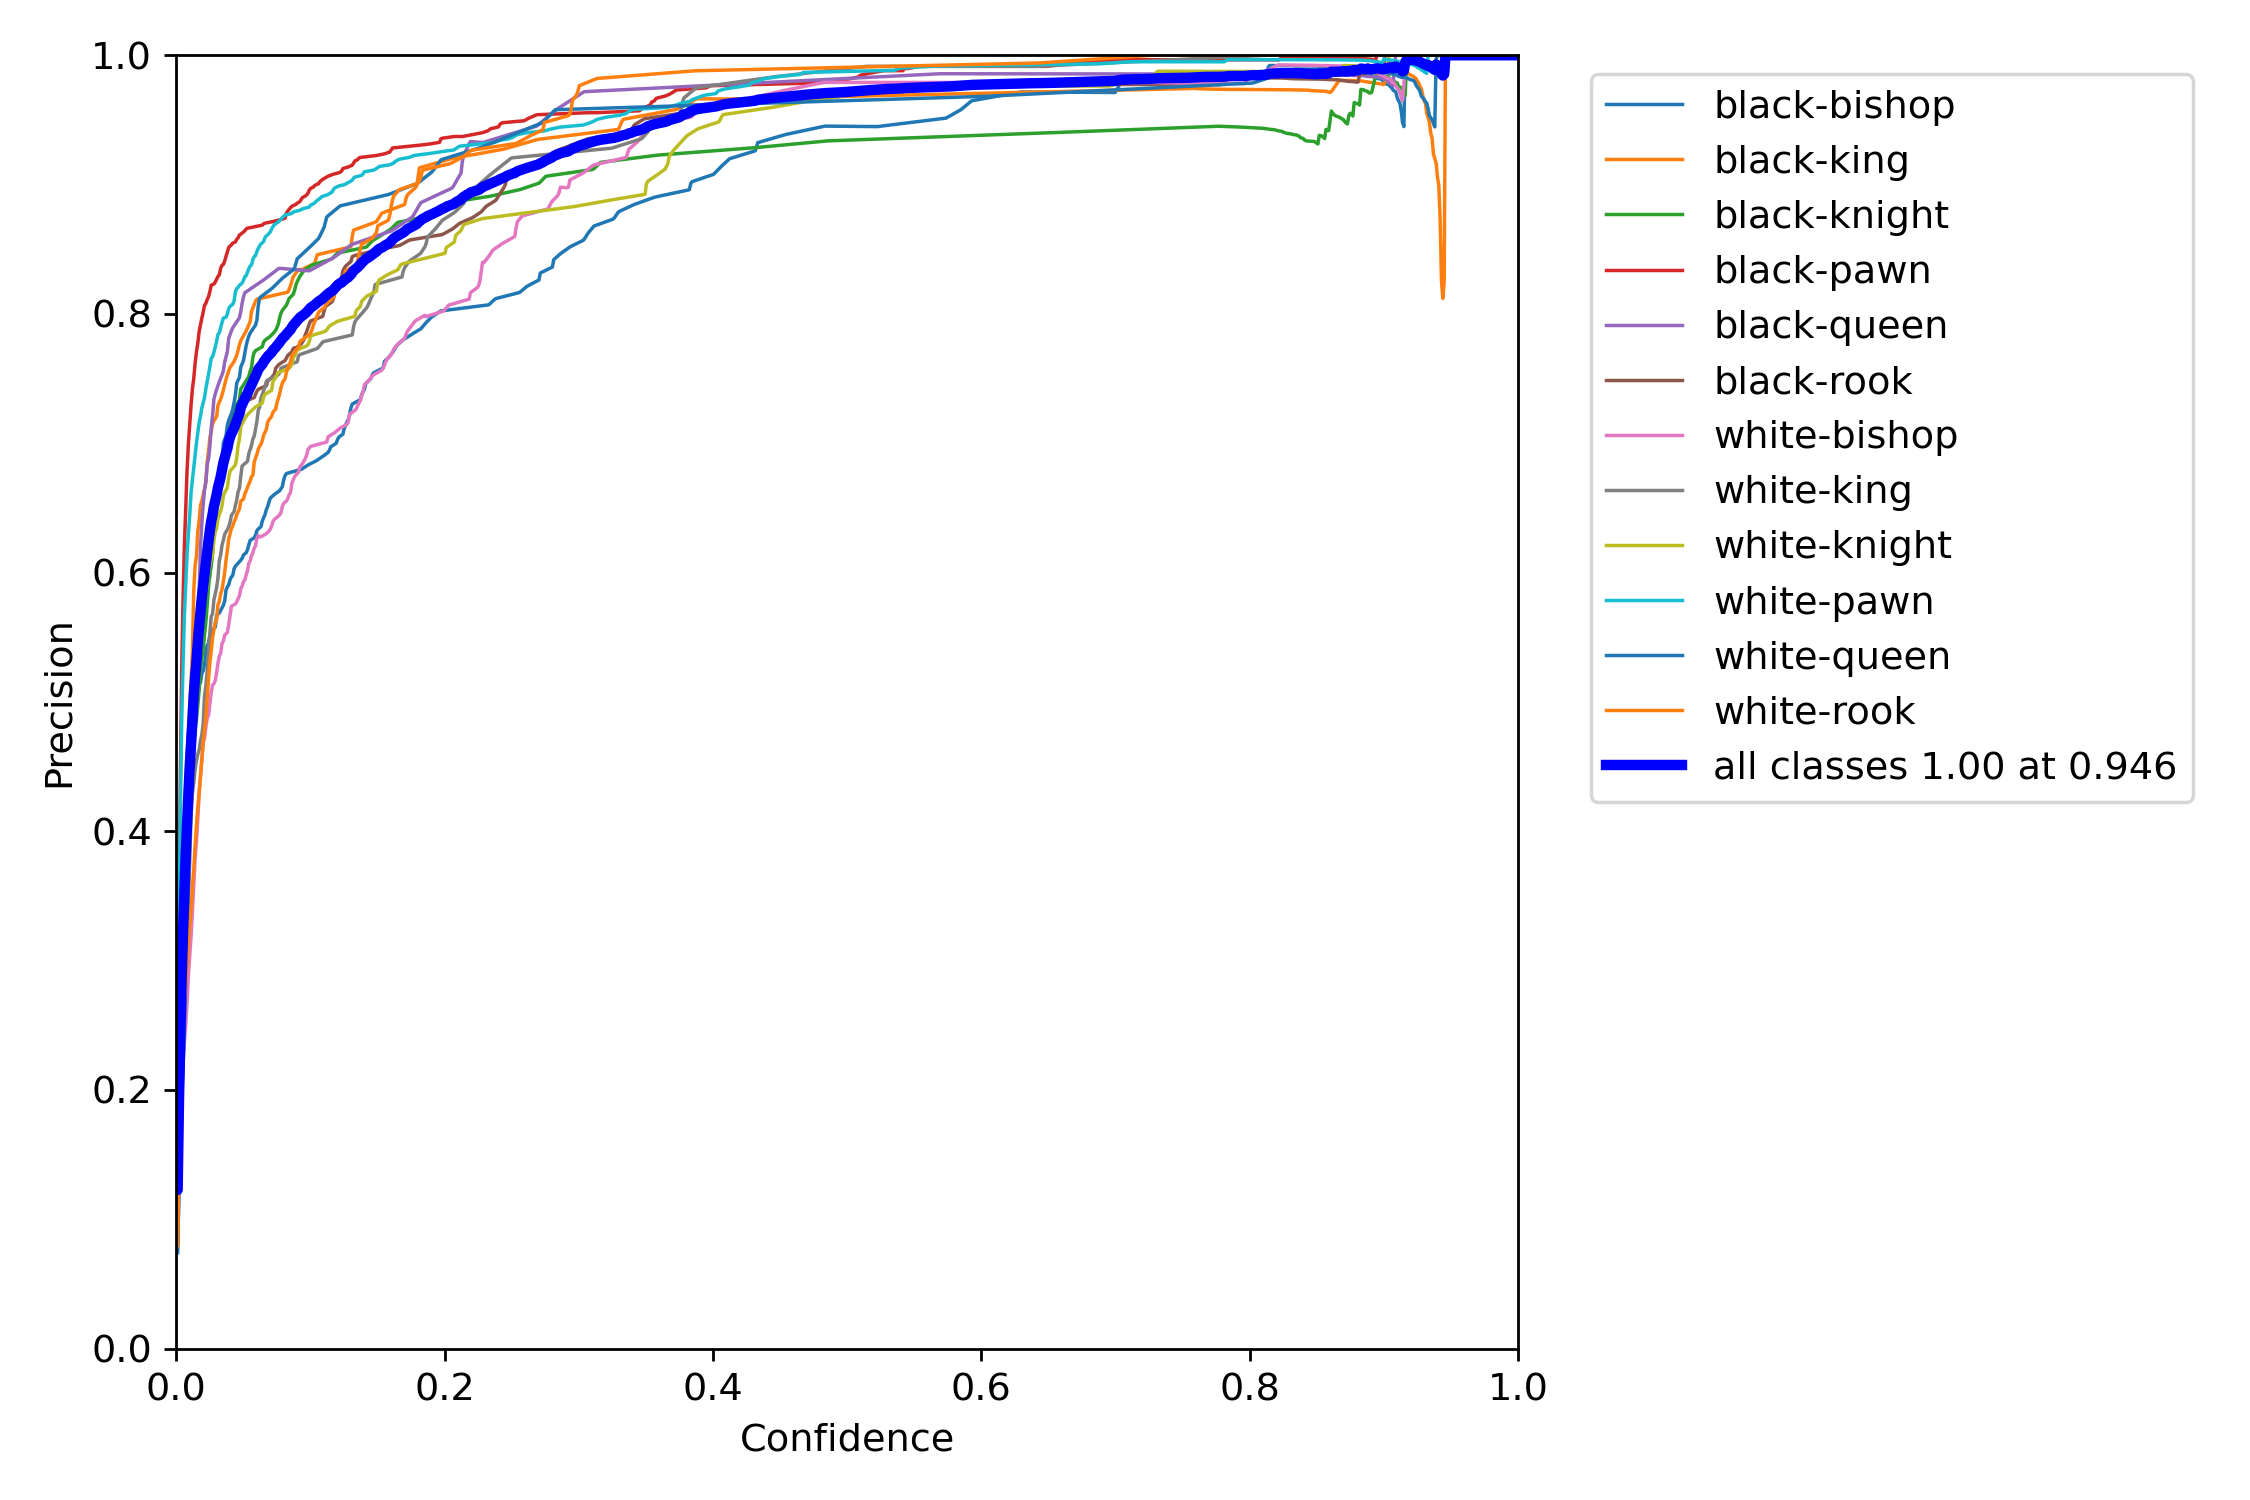 1.0
0.8
0.6
0.4
0.2
0.0
Precision
0.0 0.2 0.4 0.6 0.8 1.0
Confidence
black-bishop
black-king
black-knight
black-pawn
black-queen
black-rook
white-bishop
white-king
white-knight
white-pawn
white-queen
white-rook
all classes 1.00 at 0.946